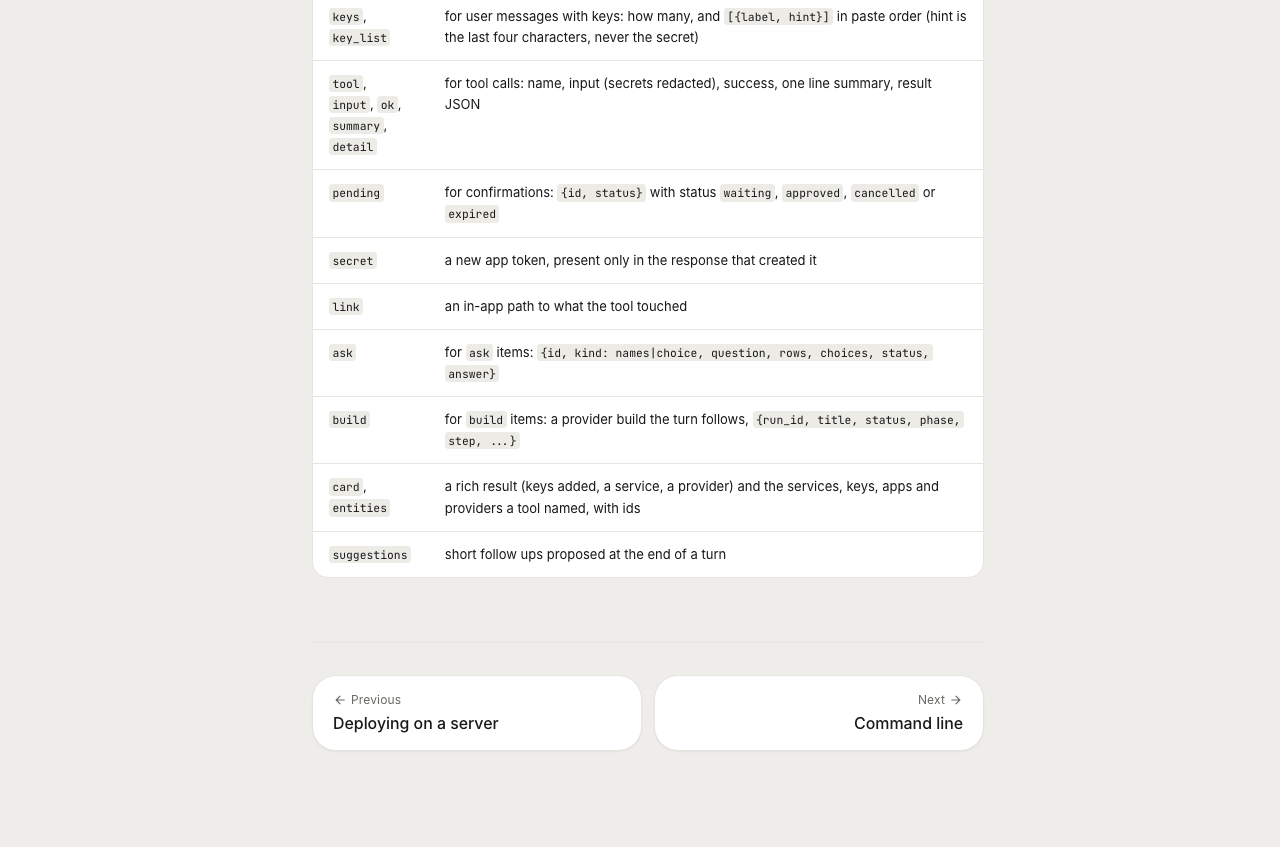 keys, for user messages with keys: how many, and [{label, hint}] in paste order (hint is
key_list the last four characters, never the secret)
tool, for tool calls: name, input (secrets redacted), success, one line summary, result
input, ok, JSON
summary,
detail
pending for confirmations: {id, status} with status waiting, approved, cancelled or
expired
secret a new app token, present only in the response that created it
link an in-app path to what the tool touched
ask for ask items: {id, kind: names|choice, question, rows, choices, status,
answer}
build for build items: a provider build the turn follows, {run_id, title, status, phase,
step, ...}
card, a rich result (keys added, a service, a provider) and the services, keys, apps and
entities providers a tool named, with ids
suggestions short follow ups proposed at the end of a turn
← Previous
Deploying on a server
Next →
Command line